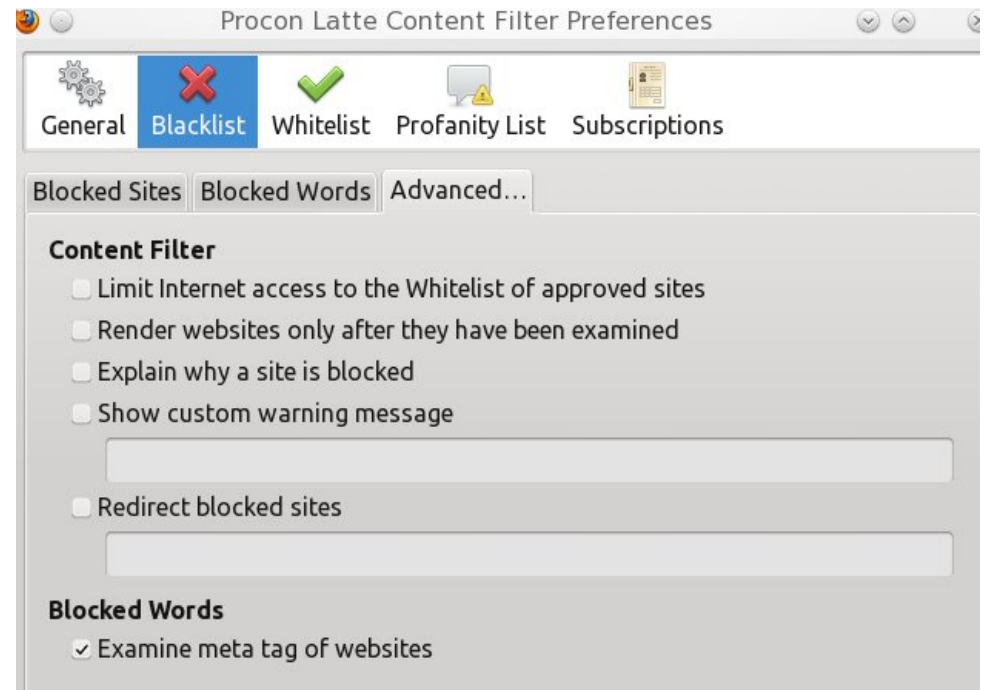 Procon Latte Content Filter Preferences
General Blacklist Whitelist Profanity List Subscriptions
Blocked Sites Blocked Words Advanced...
Content Filter
Limit Internet access to the Whitelist of approved sites
Render websites only after they have been examined
Explain why a site is blocked
Show custom warning message
Redirect blocked sites
Blocked Words
Examine meta tag of websites